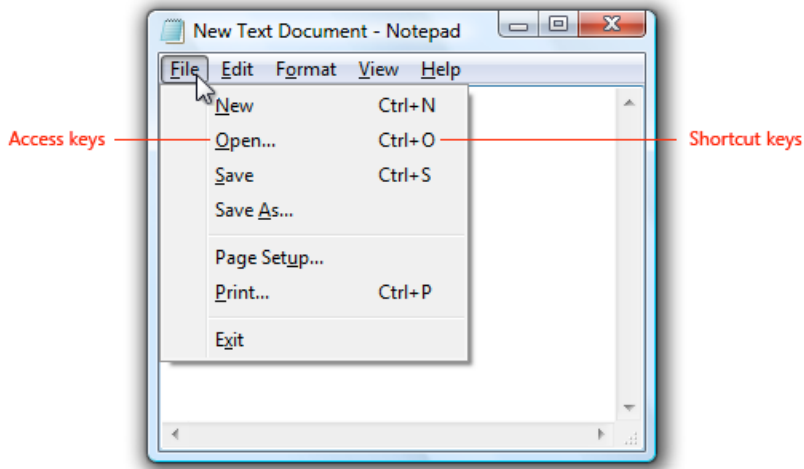 New Text Document - Notepad
File Edit Format View Help
New Ctrl+N
Access keys Open... Ctrl+O Shortcut keys
Save Ctrl+S
Save As...
Page Setup...
Print... Ctrl+P
Exit